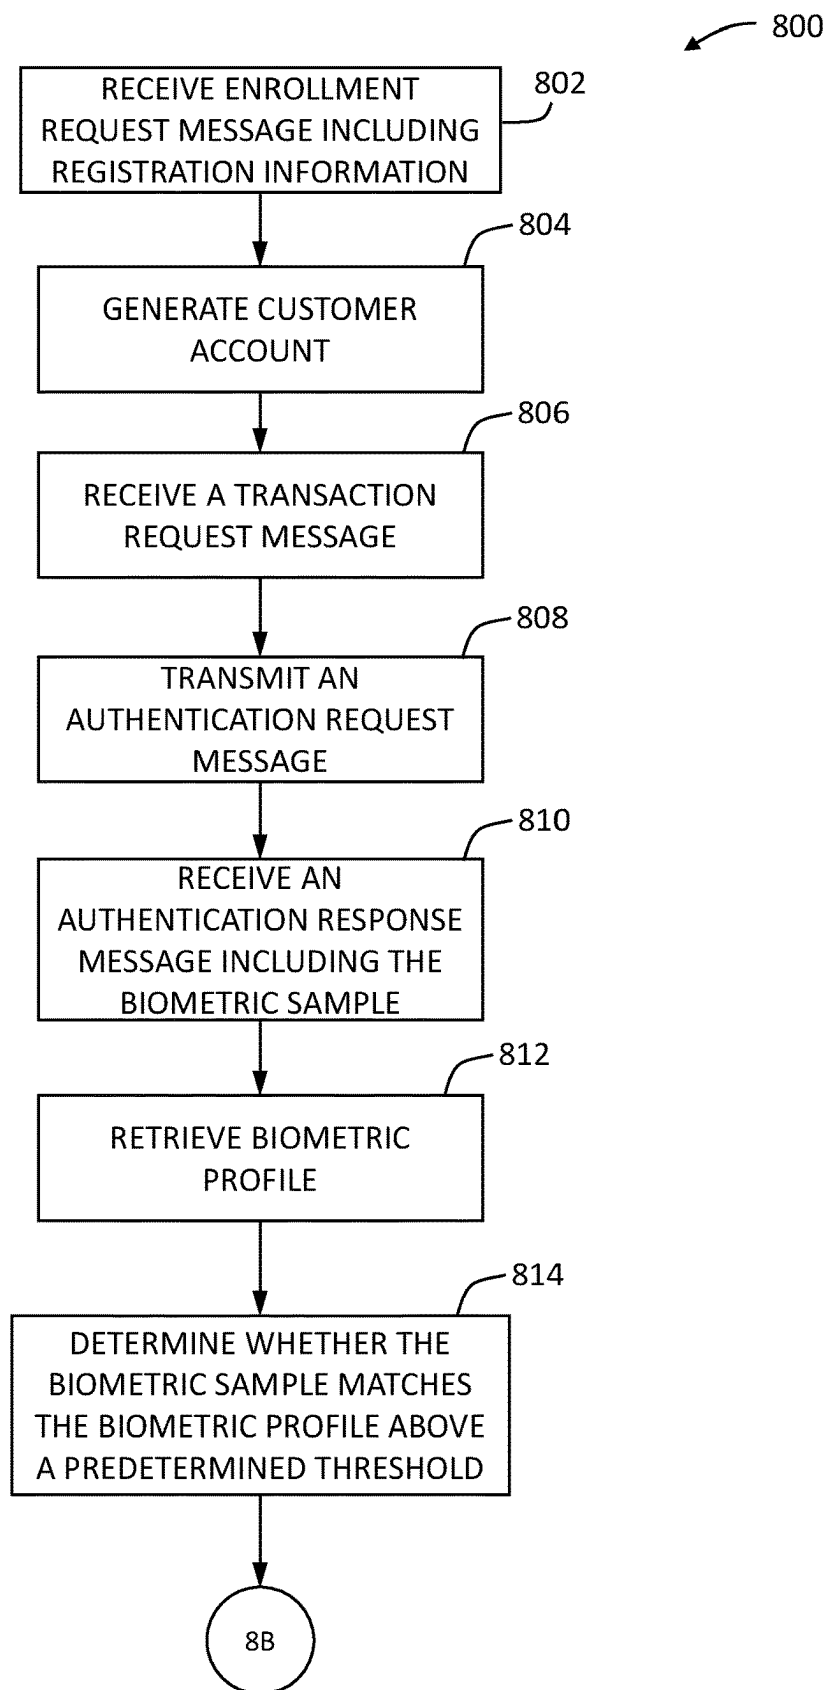 800
RECEIVE ENROLLMENT
REQUEST MESSAGE INCLUDING
REGISTRATION INFORMATION
802
804
GENERATE CUSTOMER
ACCOUNT
806
RECEIVE A TRANSACTION
REQUEST MESSAGE
808
TRANSMIT AN
AUTHENTICATION REQUEST
MESSAGE
810
RECEIVE AN
AUTHENTICATION RESPONSE
MESSAGE INCLUDING THE
BIOMETRIC SAMPLE
812
RETRIEVE BIOMETRIC
PROFILE
814
DETERMINE WHETHER THE
BIOMETRIC SAMPLE MATCHES
THE BIOMETRIC PROFILE ABOVE
A PREDETERMINED THRESHOLD
8B